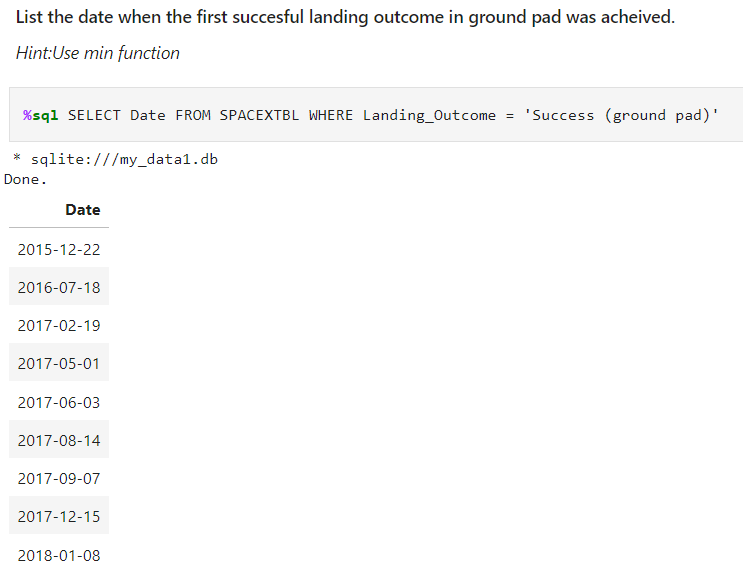 List the date when the first succesful landing outcome in ground pad was acheived.
Hint:Use min function
%sql SELECT Date FROM SPACEXTBL WHERE Landing_Outcome = 'Success (ground pad)'
* sqlite:///my_data1.db
Done.
Date
2015-12-22
2016-07-18
2017-02-19
2017-05-01
2017-06-03
2017-08-14
2017-09-07
2017-12-15
2018-01-08